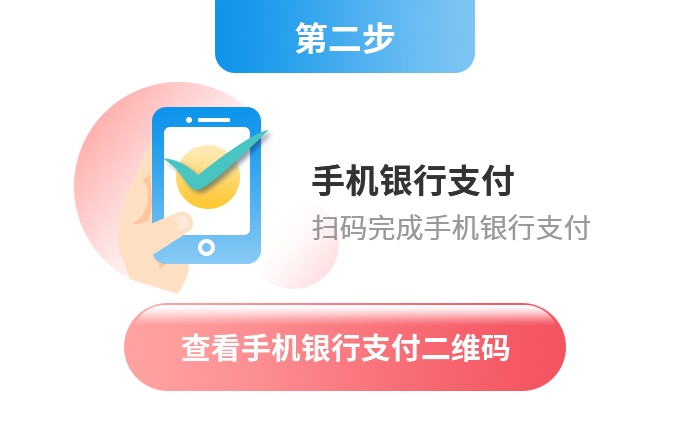 第二步
手机银行支付
扫码完成手机银行支付
查看手机银行支付二维码